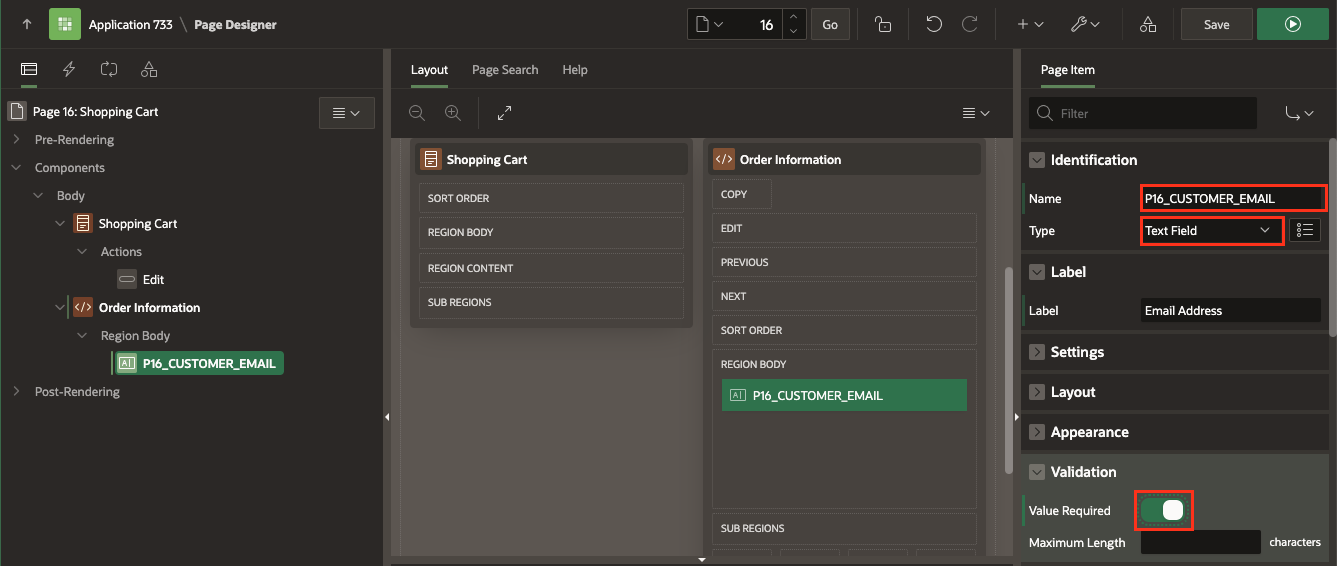 Application 733 \ Page Designer
16
Go
Save
Layout
Page Search
Help
Page Item
Page 16: Shopping Cart
Pre-Rendering
Components
Body
Shopping Cart
Actions
Edit
Order Information
Region Body
P16_CUSTOMER_EMAIL
Post-Rendering
Shopping Cart
SORT ORDER
REGION BODY
REGION CONTENT
SUB REGIONS
Order Information
COPY
EDIT
PREVIOUS
NEXT
SORT ORDER
REGION BODY
P16_CUSTOMER_EMAIL
SUB REGIONS
Filter
Identification
Name P16_CUSTOMER_EMAIL
Type Text Field
Label
Label Email Address
Settings
Layout
Appearance
Validation
Value Required
Maximum Length characters